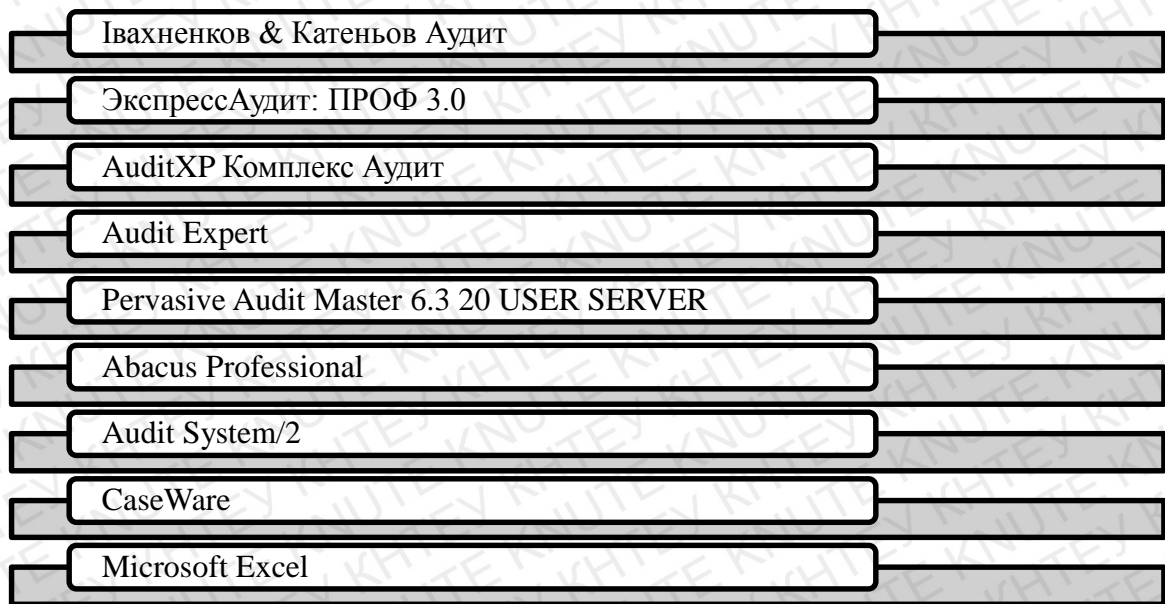 Івахненков & Катеньов Аудит
ЭкспрессАудит: ПРОФ 3.0
AuditXP Комплекс Аудит
Audit Expert
Pervasive Audit Master 6.3 20 USER SERVER
Abacus Professional
Audit System/2
CaseWare
Microsoft Excel